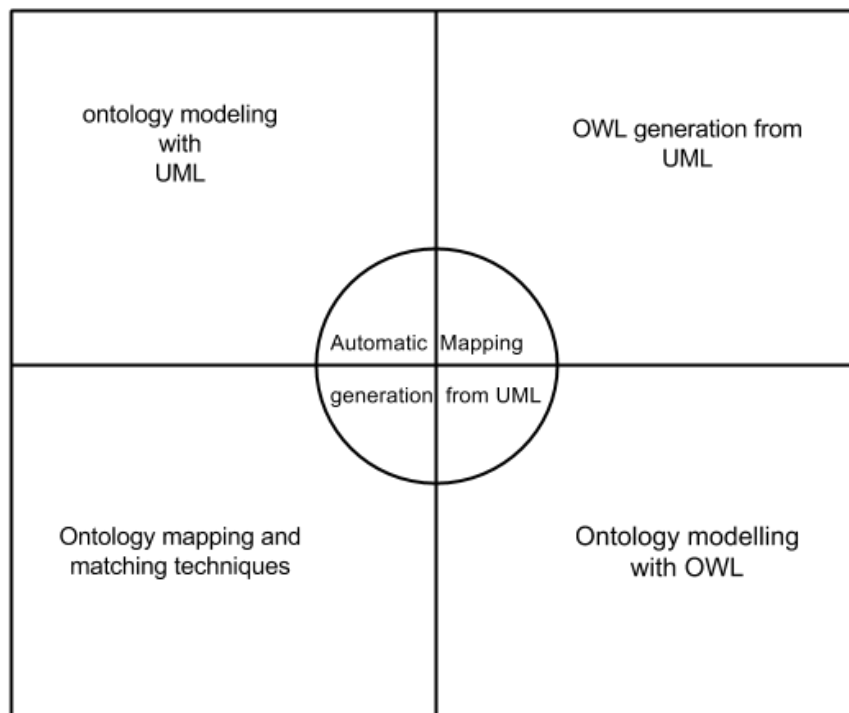 ontology modeling
with
UML
OWL generation from
UML
Automatic Mapping
generation from UML
Ontology mapping and
matching techniques
Ontology modelling
with OWL